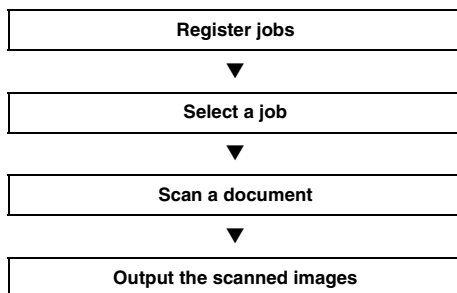 Register jobs
▼
Select a job
▼
Scan a document
▼
Output the scanned images